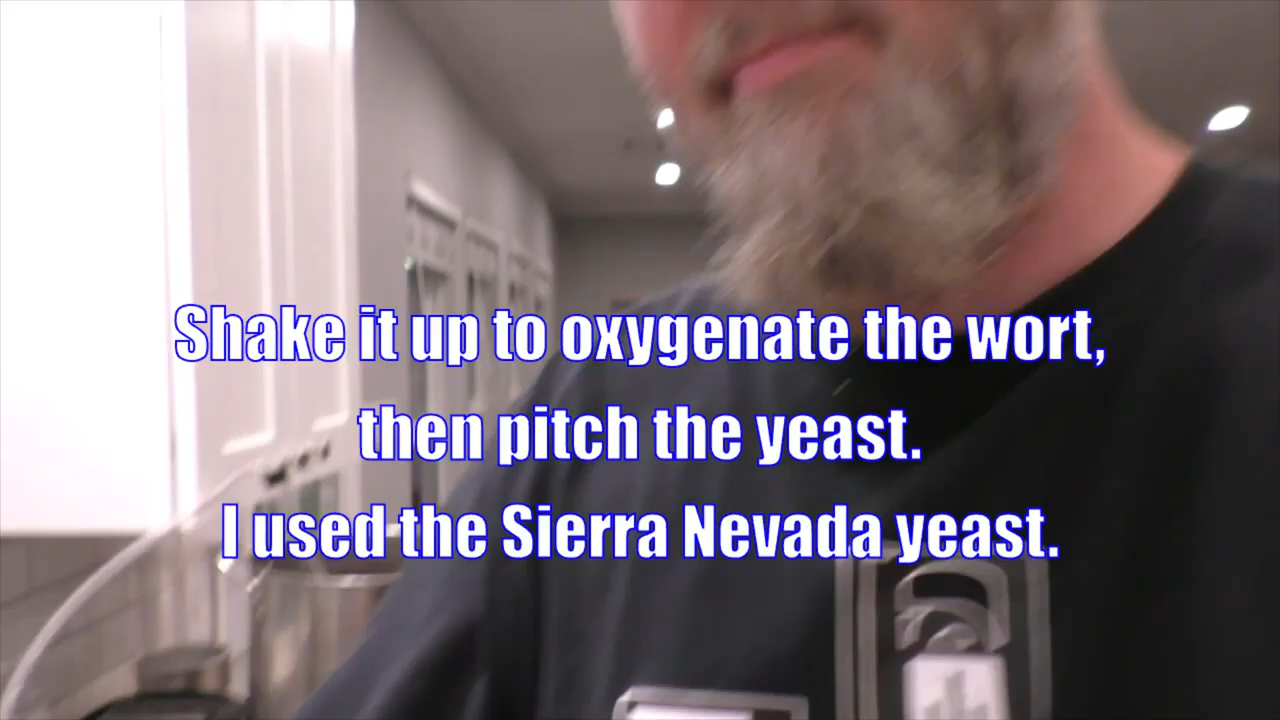 Shake it up to oxygenate the wort,
then pitch the yeast.
I used the Sierra Nevada yeast.